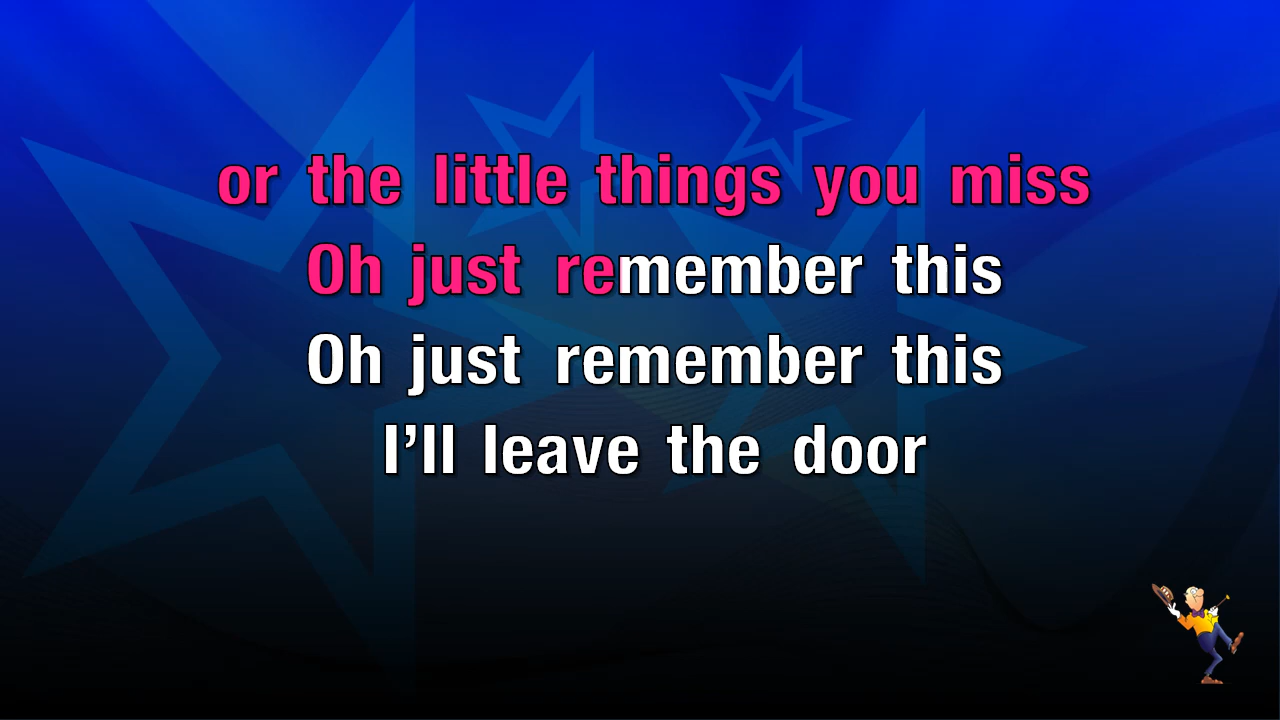 or the little things you miss
Oh just remember this
Oh just remember this
I’ll leave the door